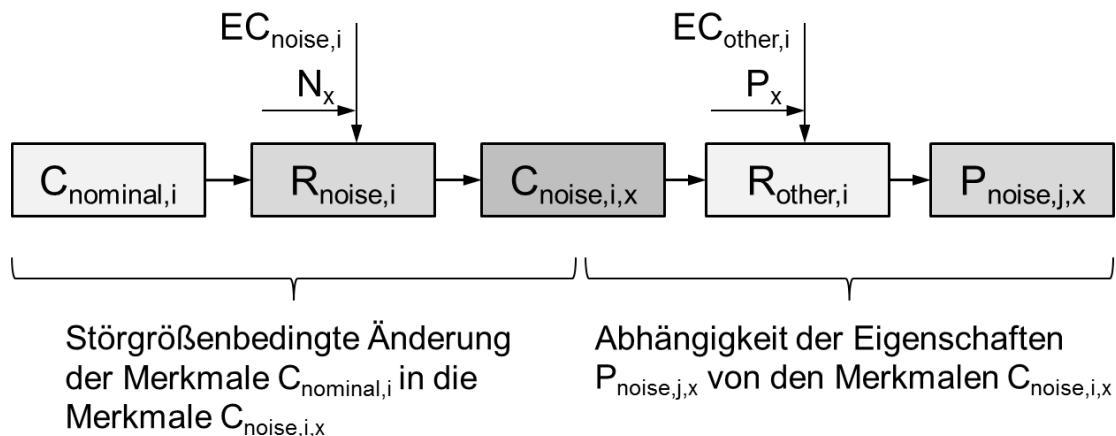 EC_noise,i EC_other,i
N_x P_x
C_nominal,i R_noise,i C_noise,i,x R_other,i P_noise,j,x
Störgrößenbedingte Änderung
der Merkmale C_nominal,i in die
Merkmale C_noise,i,x
Abhängigkeit der Eigenschaften
P_noise,j,x von den Merkmalen C_noise,i,x